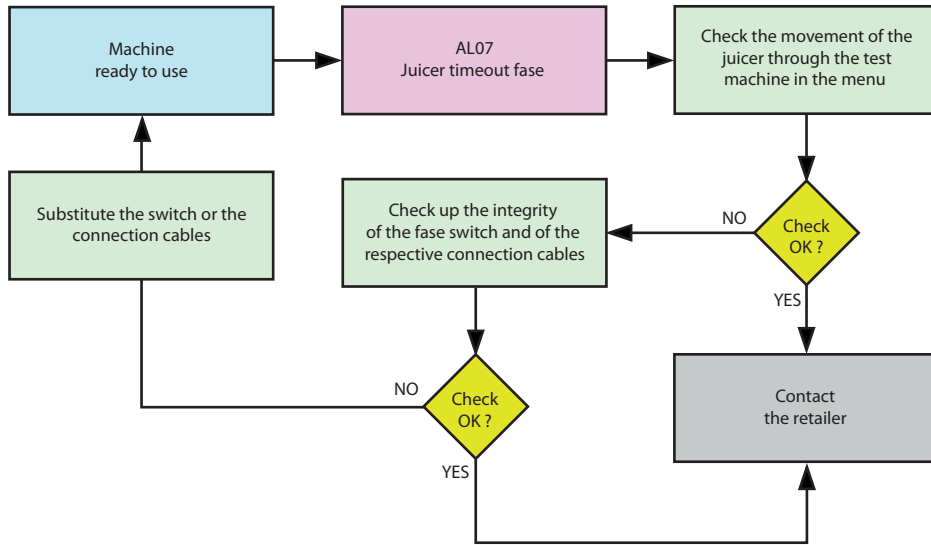 Machine
ready to use
AL07
Juicer timeout fase
Check the movement of the
juicer through the test
machine in the menu
Substitute the switch or the
connection cables
Check up the integrity
of the fase switch and of the
respective connection cables
NO
Check
OK ?
YES
NO
Check
OK ?
YES
Contact
the retailer